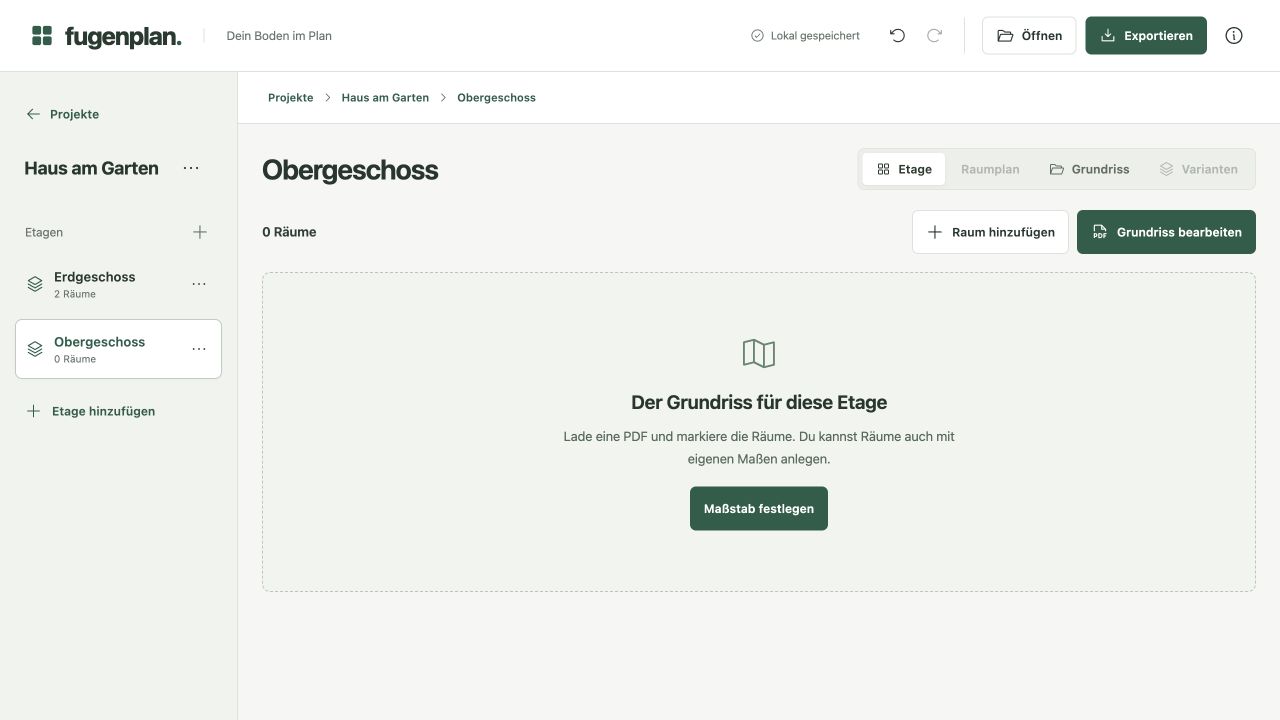 fugenplan.
Dein Boden im Plan
Lokal gespeichert
Öffnen
Exportieren
Projekte
Haus am Garten
Etagen
Erdgeschoss
2 Räume
Obergeschoss
0 Räume
Etage hinzufügen
Projekte > Haus am Garten > Obergeschoss
Obergeschoss
Etage
Raumplan
Grundriss
Varianten
0 Räume
Raum hinzufügen
PDF
Grundriss bearbeiten
Der Grundriss für diese Etage
Lade eine PDF und markiere die Räume. Du kannst Räume auch mit
eigenen Maßen anlegen.
Maßstab festlegen